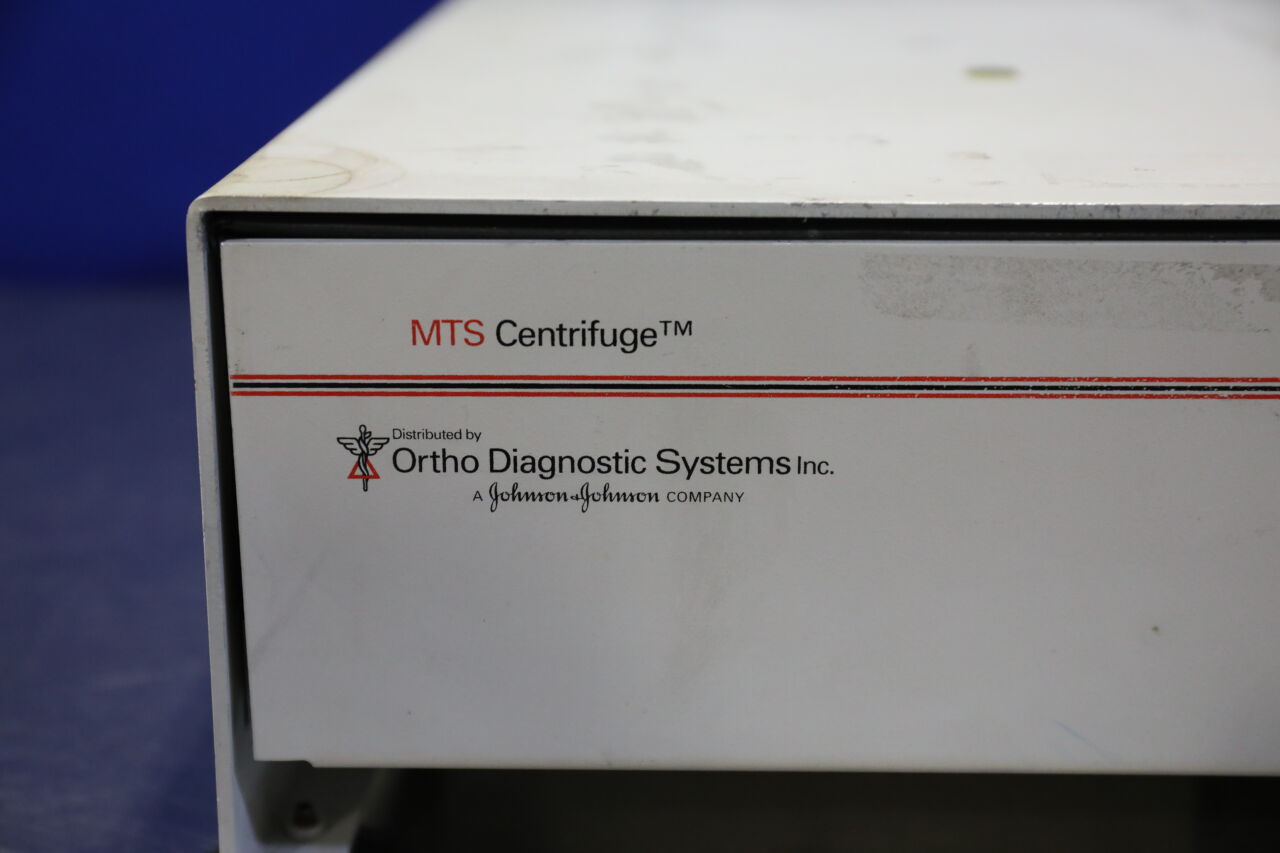 MTS Centrifuge™
Distributed by
Ortho Diagnostic Systems Inc.
A Johnson & Johnson COMPANY